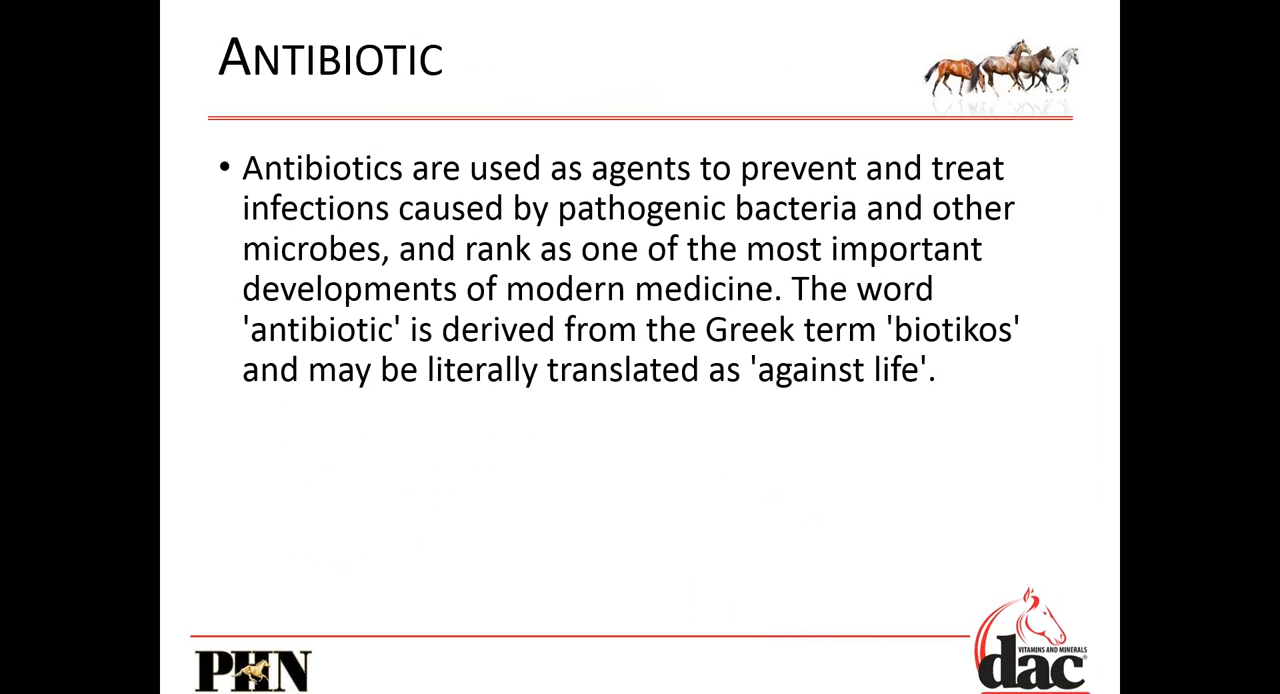 ANTIBIOTIC
• Antibiotics are used as agents to prevent and treat
infections caused by pathogenic bacteria and other
microbes, and rank as one of the most important
developments of modern medicine. The word
'antibiotic' is derived from the Greek term 'biotikos'
and may be literally translated as 'against life'.
PHN
dac
VITAMINS AND MINERALS
®